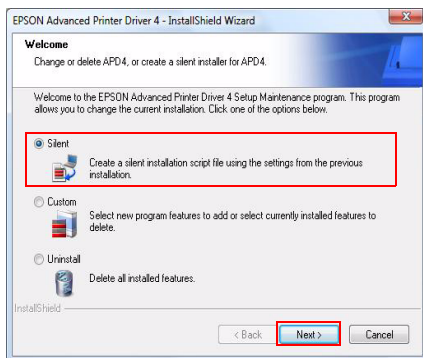 EPSON Advanced Printer Driver 4 - InstallShield Wizard
Welcome
Change or delete APD4, or create a silent installer for APD4.
Welcome to the EPSON Advanced Printer Driver 4 Setup Maintenance program. This program
allows you to change the current installation. Click one of the options below.
Silent
Create a silent installation script file using the settings from the previous
installation.
Custom
Select new program features to add or select currently installed features to
delete.
Uninstall
Delete all installed features.
InstallShield
< Back
Next >
Cancel